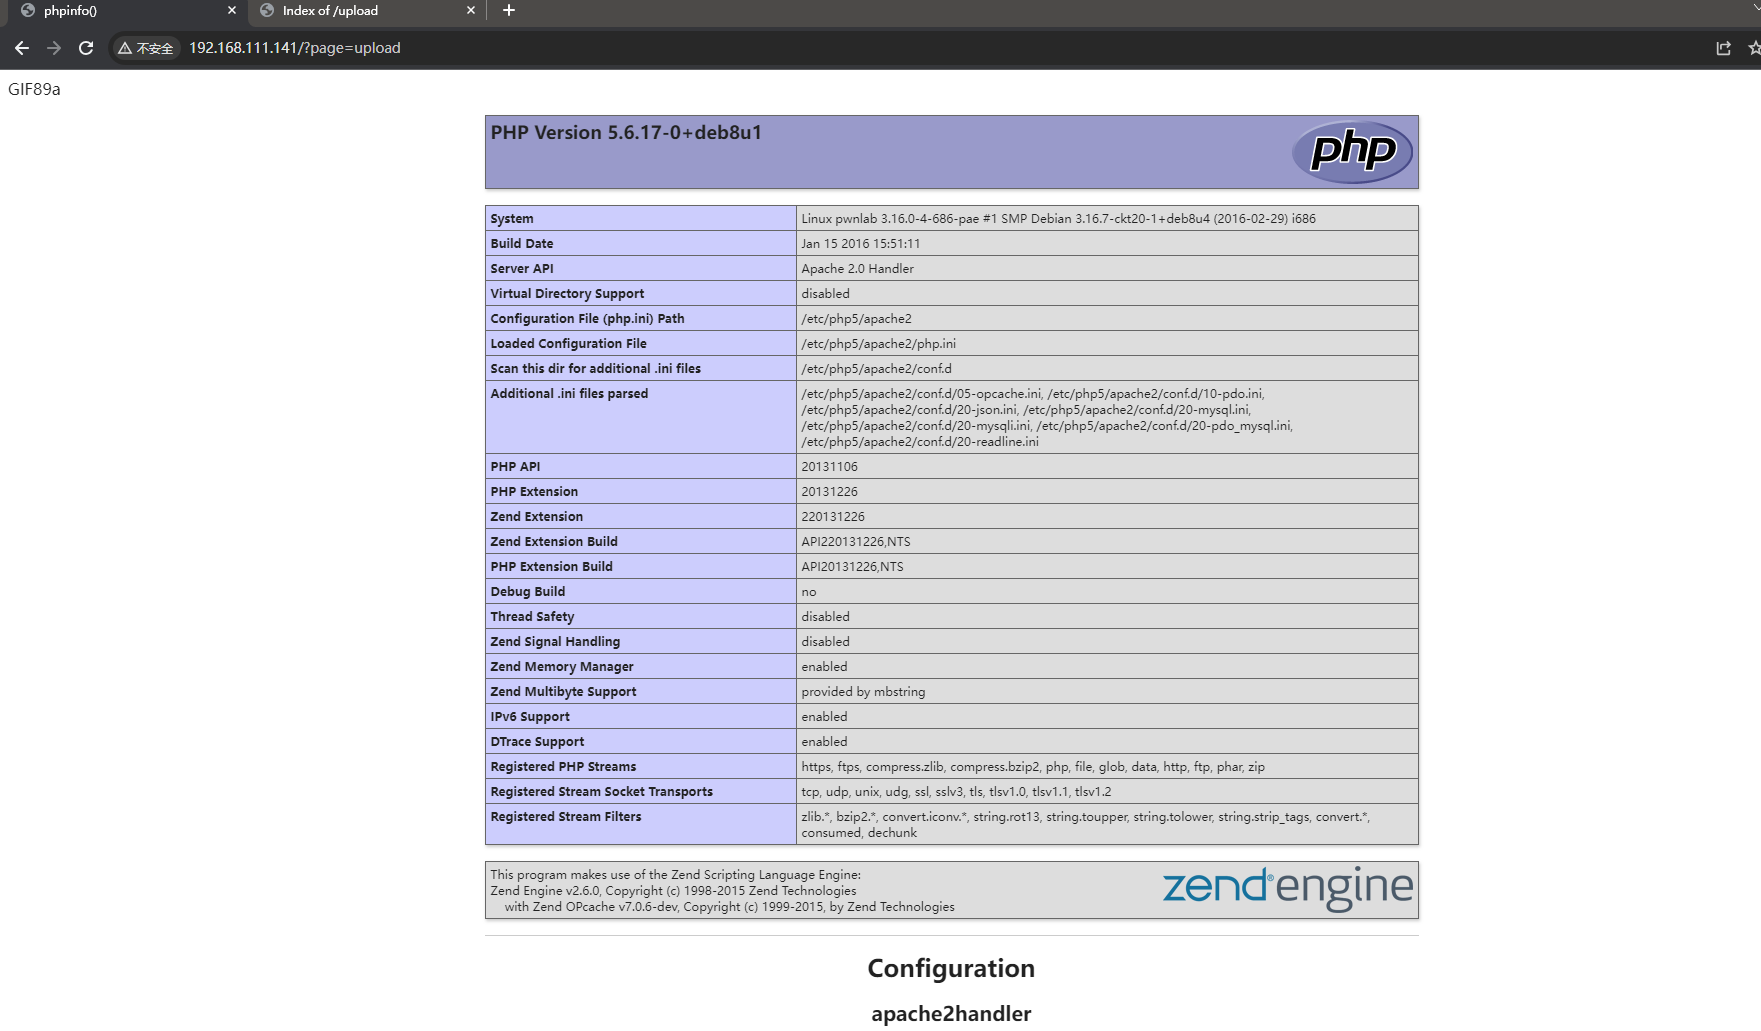 phpinfo()
Index of /upload
不安全
192.168.111.141/?page=upload
GIF89a
PHP Version 5.6.17-0+deb8u1
php
System Linux pwnlab 3.16.0-4-686-pae #1 SMP Debian 3.16.7-ckt20-1+deb8u4 (2016-02-29) i686
Build Date Jan 15 2016 15:51:11
Server API Apache 2.0 Handler
Virtual Directory Support disabled
Configuration File (php.ini) Path /etc/php5/apache2
Loaded Configuration File /etc/php5/apache2/php.ini
Scan this dir for additional .ini files /etc/php5/apache2/conf.d
Additional .ini files parsed /etc/php5/apache2/conf.d/05-opcache.ini, /etc/php5/apache2/conf.d/10-pdo.ini,
/etc/php5/apache2/conf.d/20-json.ini, /etc/php5/apache2/conf.d/20-mysql.ini,
/etc/php5/apache2/conf.d/20-mysqli.ini, /etc/php5/apache2/conf.d/20-pdo_mysql.ini,
/etc/php5/apache2/conf.d/20-readline.ini
PHP API 20131106
PHP Extension 20131226
Zend Extension 220131226
Zend Extension Build API220131226,NTS
PHP Extension Build API20131226,NTS
Debug Build no
Thread Safety disabled
Zend Signal Handling disabled
Zend Memory Manager enabled
Zend Multibyte Support provided by mbstring
IPv6 Support enabled
DTrace Support enabled
Registered PHP Streams https, ftps, compress.zlib, compress.bzip2, php, file, glob, data, http, ftp, phar, zip
Registered Stream Socket Transports tcp, udp, unix, udg, ssl, sslv3, tls, tlsv1.0, tlsv1.1, tlsv1.2
Registered Stream Filters zlib.*, bzip2.*, convert.iconv.*, string.rot13, string.toupper, string.tolower, string.strip_tags, convert.*,
consumed, dechunk
This program makes use of the Zend Scripting Language Engine:
Zend Engine v2.6.0, Copyright (c) 1998-2015 Zend Technologies
with Zend OPcache v7.0.6-dev, Copyright (c) 1999-2015, by Zend Technologies
zend® engine
Configuration
apache2handler